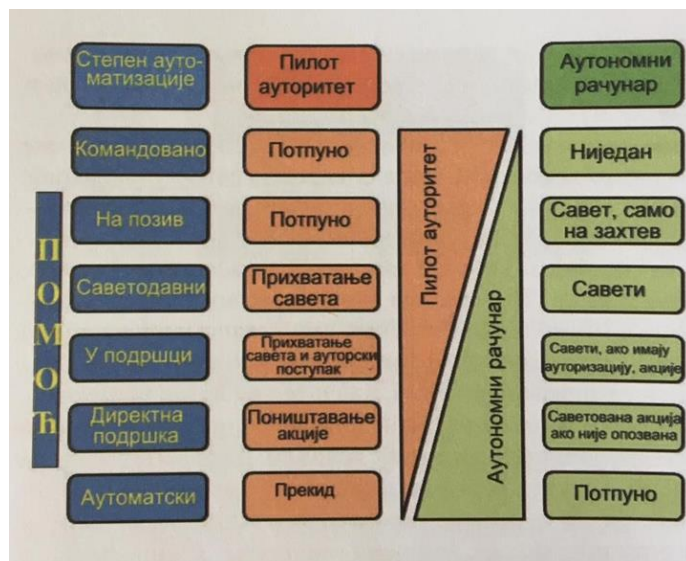 Степен ауто-
матизације
Пилот
ауторитет
Аутономни
рачунар
Командовано
Потпуно
Ниједан
На позив
Потпуно
Савет, само
на захтев
Саветодавни
Прихватање
савета
Савети
У подршци
Прихватање
савета и ауторски
поступак
Савети, ако имају
ауторизацију, акције
Директна
подршка
Поништавање
акције
Саветована акција
ако није опозвана
Аутоматски
Прекид
Потпуно
ПОМОЋ
Пилот ауторитет
Аутономни рачунар